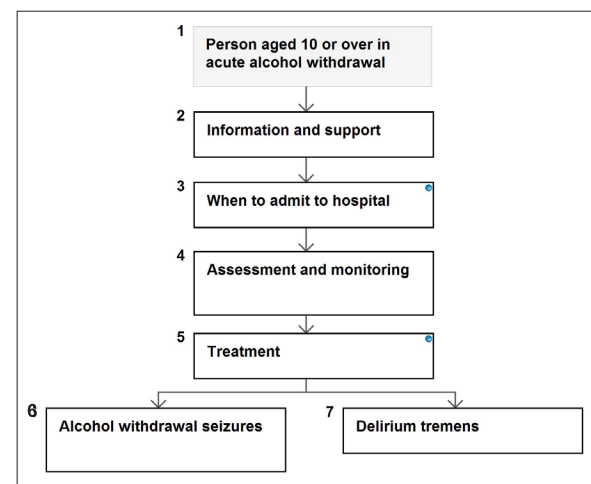 1
Person aged 10 or over in
acute alcohol withdrawal
2
Information and support
3
When to admit to hospital
4
Assessment and monitoring
5
Treatment
6
Alcohol withdrawal seizures
7
Delirium tremens